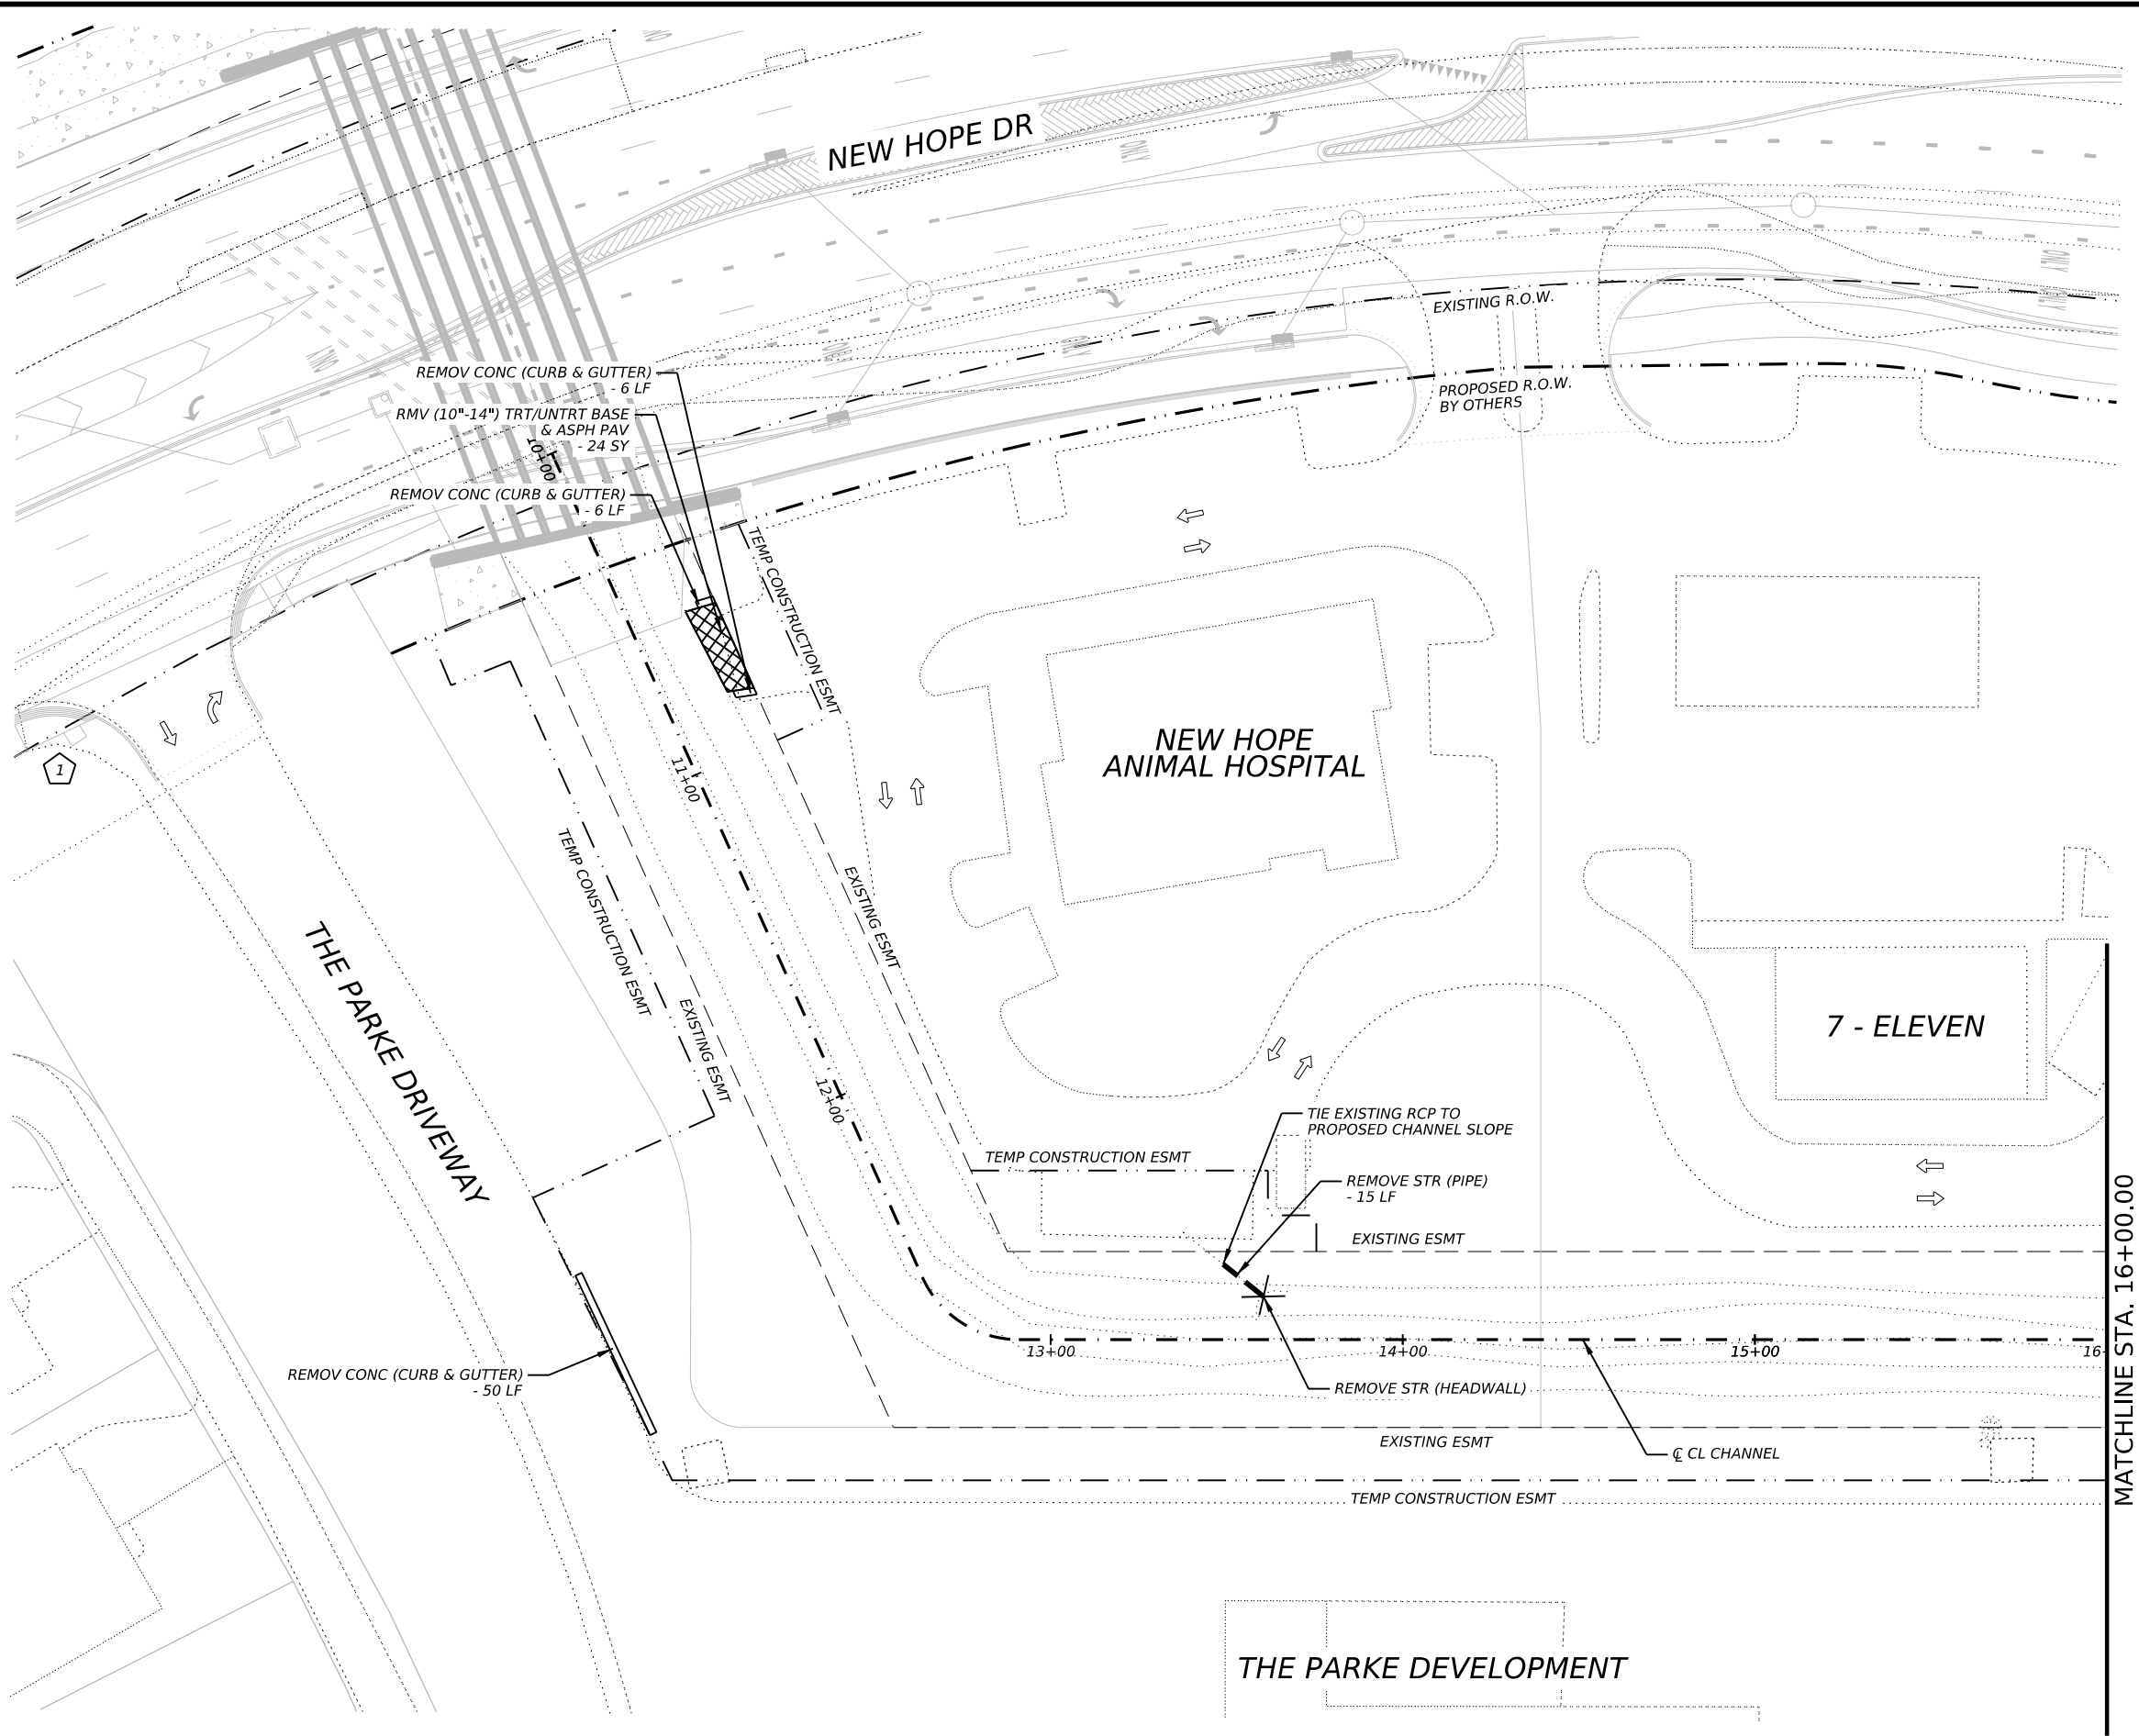 NEW HOPE DR
EXISTING R.O.W.
PROPOSED R.O.W.
BY OTHERS
REMOV CONC (CURB & GUTTER)
- 6 LF
RMV (10"-14") TRT/UNTRT BASE
& ASPH PAV
- 24 SY
10+00
REMOV CONC (CURB & GUTTER)
- 6 LF
TEMP CONSTRUCTION ESMT
1
11+00
NEW HOPE
ANIMAL HOSPITAL
TEMP CONSTRUCTION ESMT
EXISTING ESMT
THE PARKE DRIVEWAY
EXISTING ESMT
12+00
7 - ELEVEN
TIE EXISTING RCP TO
PROPOSED CHANNEL SLOPE
TEMP CONSTRUCTION ESMT
REMOVE STR (PIPE)
- 15 LF
EXISTING ESMT
MATCHLINE STA. 16+00.00
13+00
14+00
15+00
16-
REMOV CONC (CURB & GUTTER)
- 50 LF
REMOVE STR (HEADWALL)
EXISTING ESMT
℄ CL CHANNEL
TEMP CONSTRUCTION ESMT
THE PARKE DEVELOPMENT